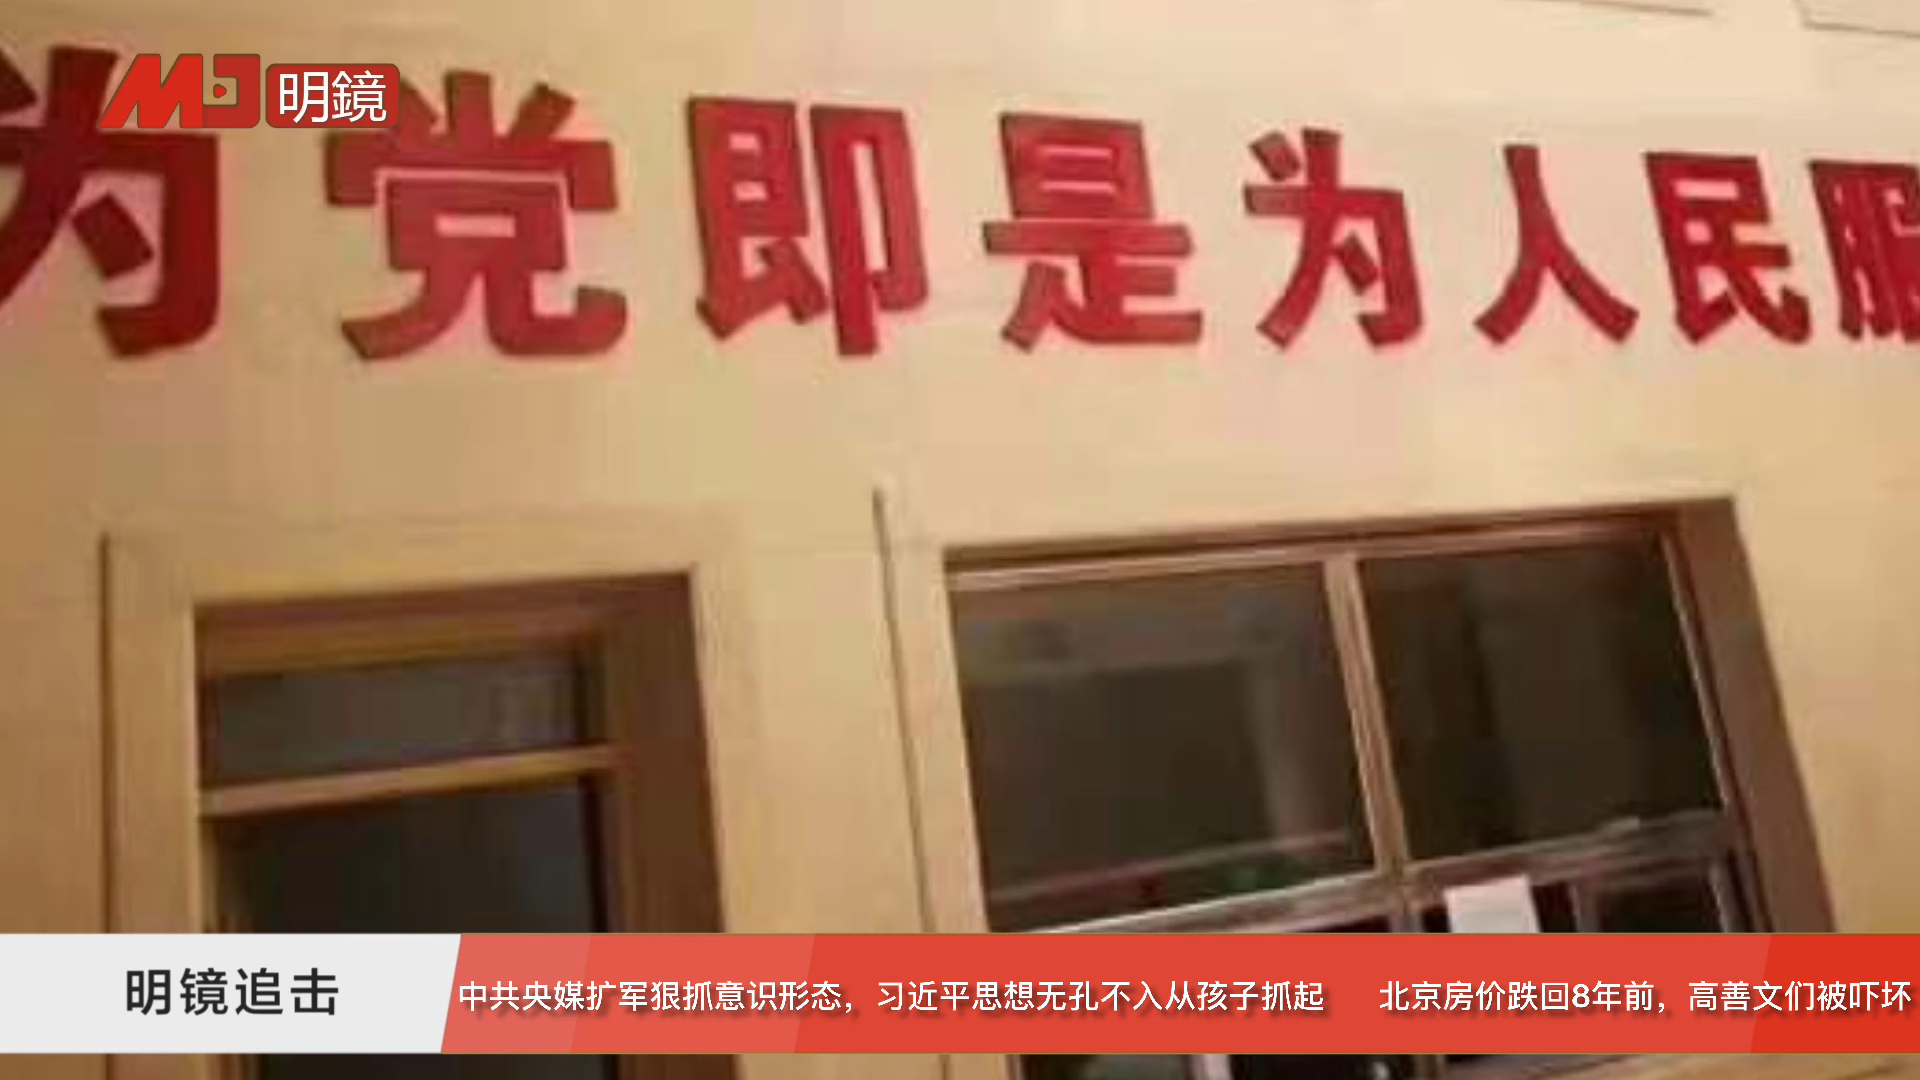 明鏡
为党即是为人民服
明镜追击
中共央媒扩军狠抓意识形态，习近平思想无孔不入从孩子抓起 北京房价跌回8年前，高善文们被吓坏